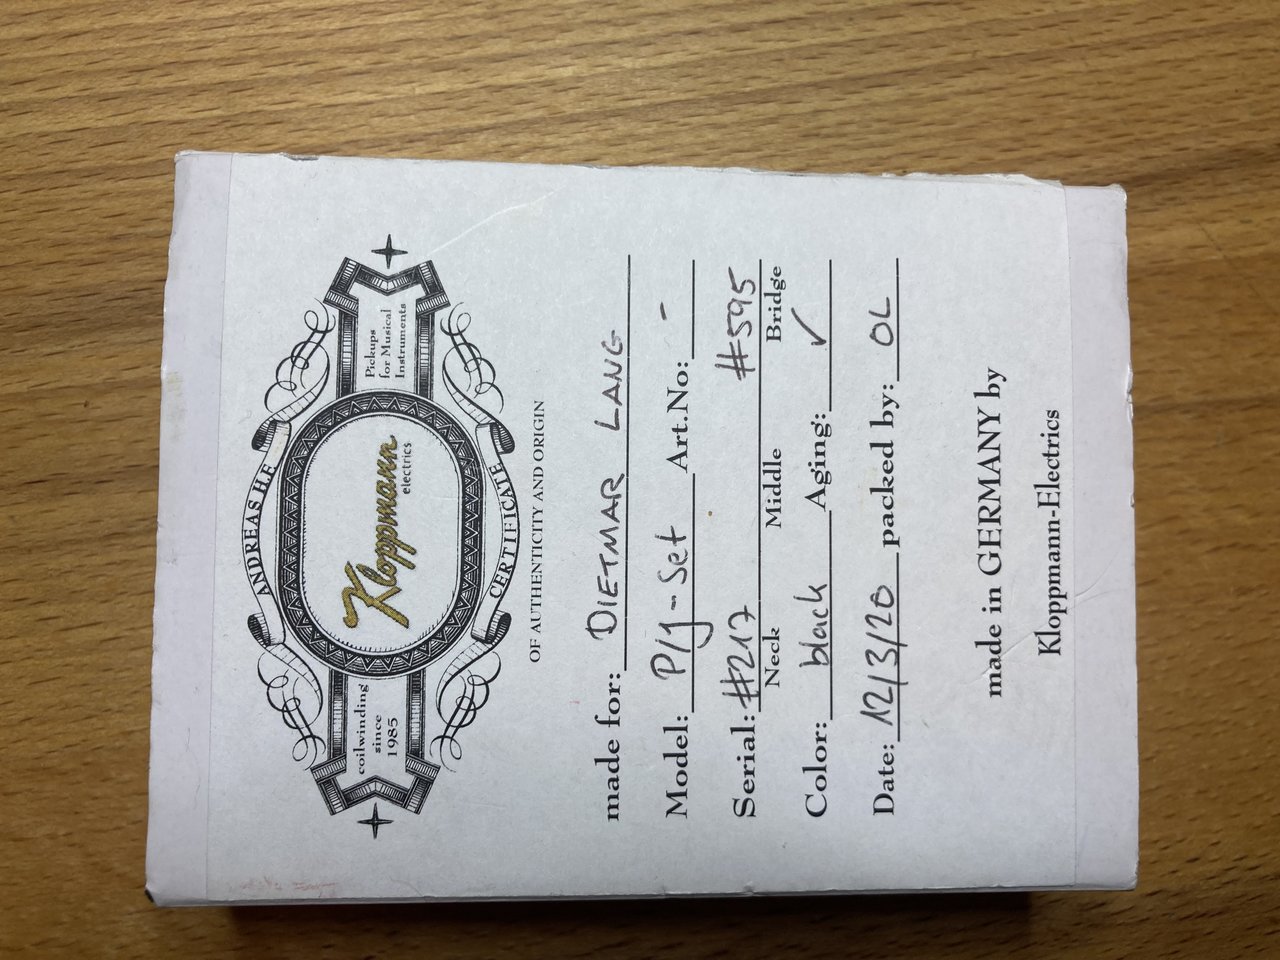 ANDREAS H.F.
coilwinding
since
1985
Kloppmann
electrics
Pickups
for Musical
Instruments
CERTIFICATE
OF AUTHENTICITY AND ORIGIN
made for: DIETMAR LANG
Model: P/J-Set Art.No: -
Serial: #217 #595
Neck Middle Bridge
Color: black Aging: ✓
Date: 12/3/20 packed by: OL
made in GERMANY by
Kloppmann-Electrics